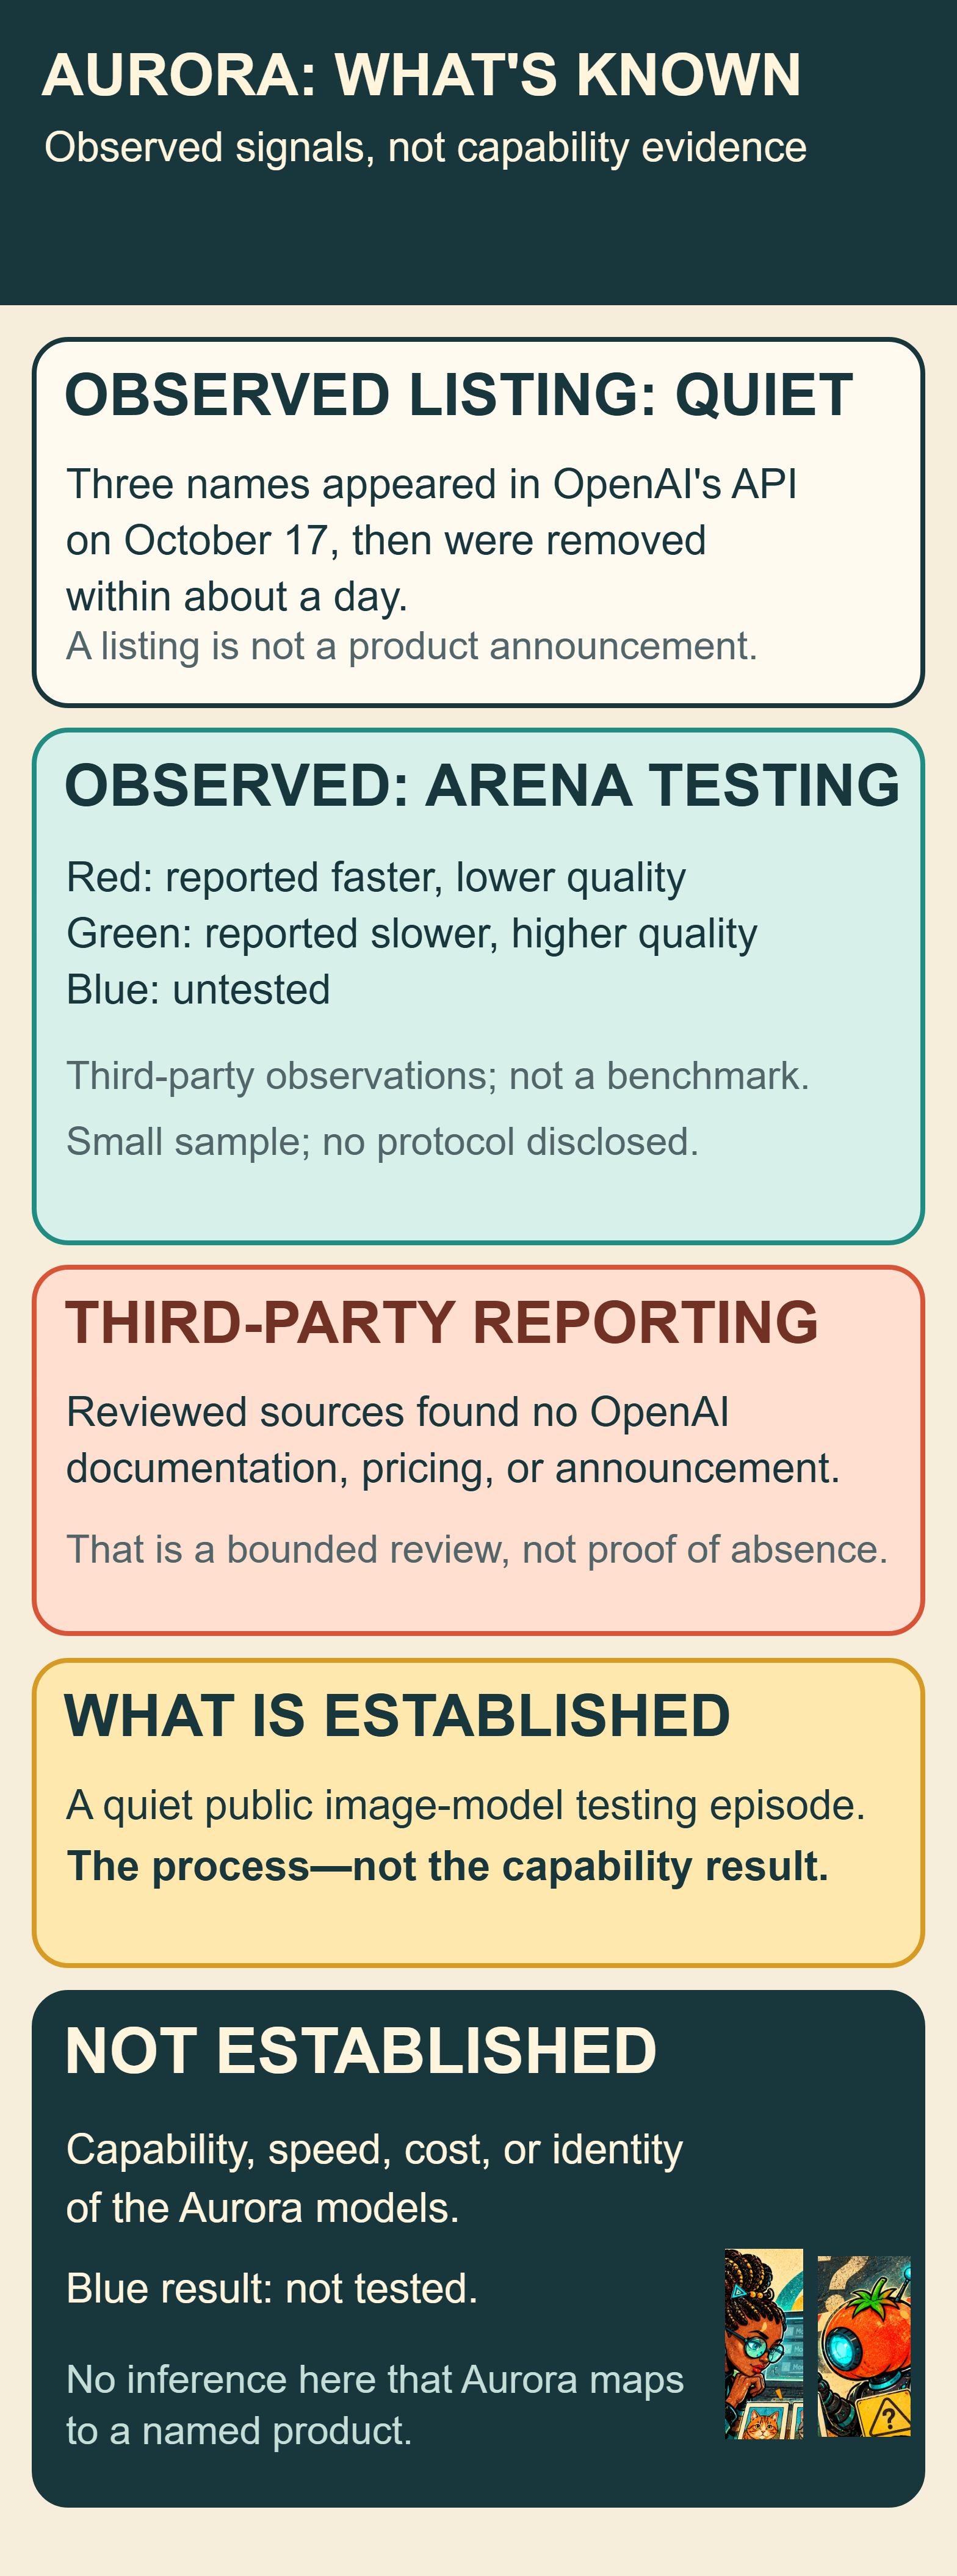 AURORA: WHAT'S KNOWN
Observed signals, not capability evidence
OBSERVED LISTING: QUIET
Three names appeared in OpenAI's API
on October 17, then were removed
within about a day.
A listing is not a product announcement.
OBSERVED: ARENA TESTING
Red: reported faster, lower quality
Green: reported slower, higher quality
Blue: untested
Third-party observations; not a benchmark.
Small sample; no protocol disclosed.
THIRD-PARTY REPORTING
Reviewed sources found no OpenAI
documentation, pricing, or announcement.
That is a bounded review, not proof of absence.
WHAT IS ESTABLISHED
A quiet public image-model testing episode.
The process—not the capability result.
NOT ESTABLISHED
Capability, speed, cost, or identity
of the Aurora models.
Blue result: not tested.
No inference here that Aurora maps
to a named product.
?